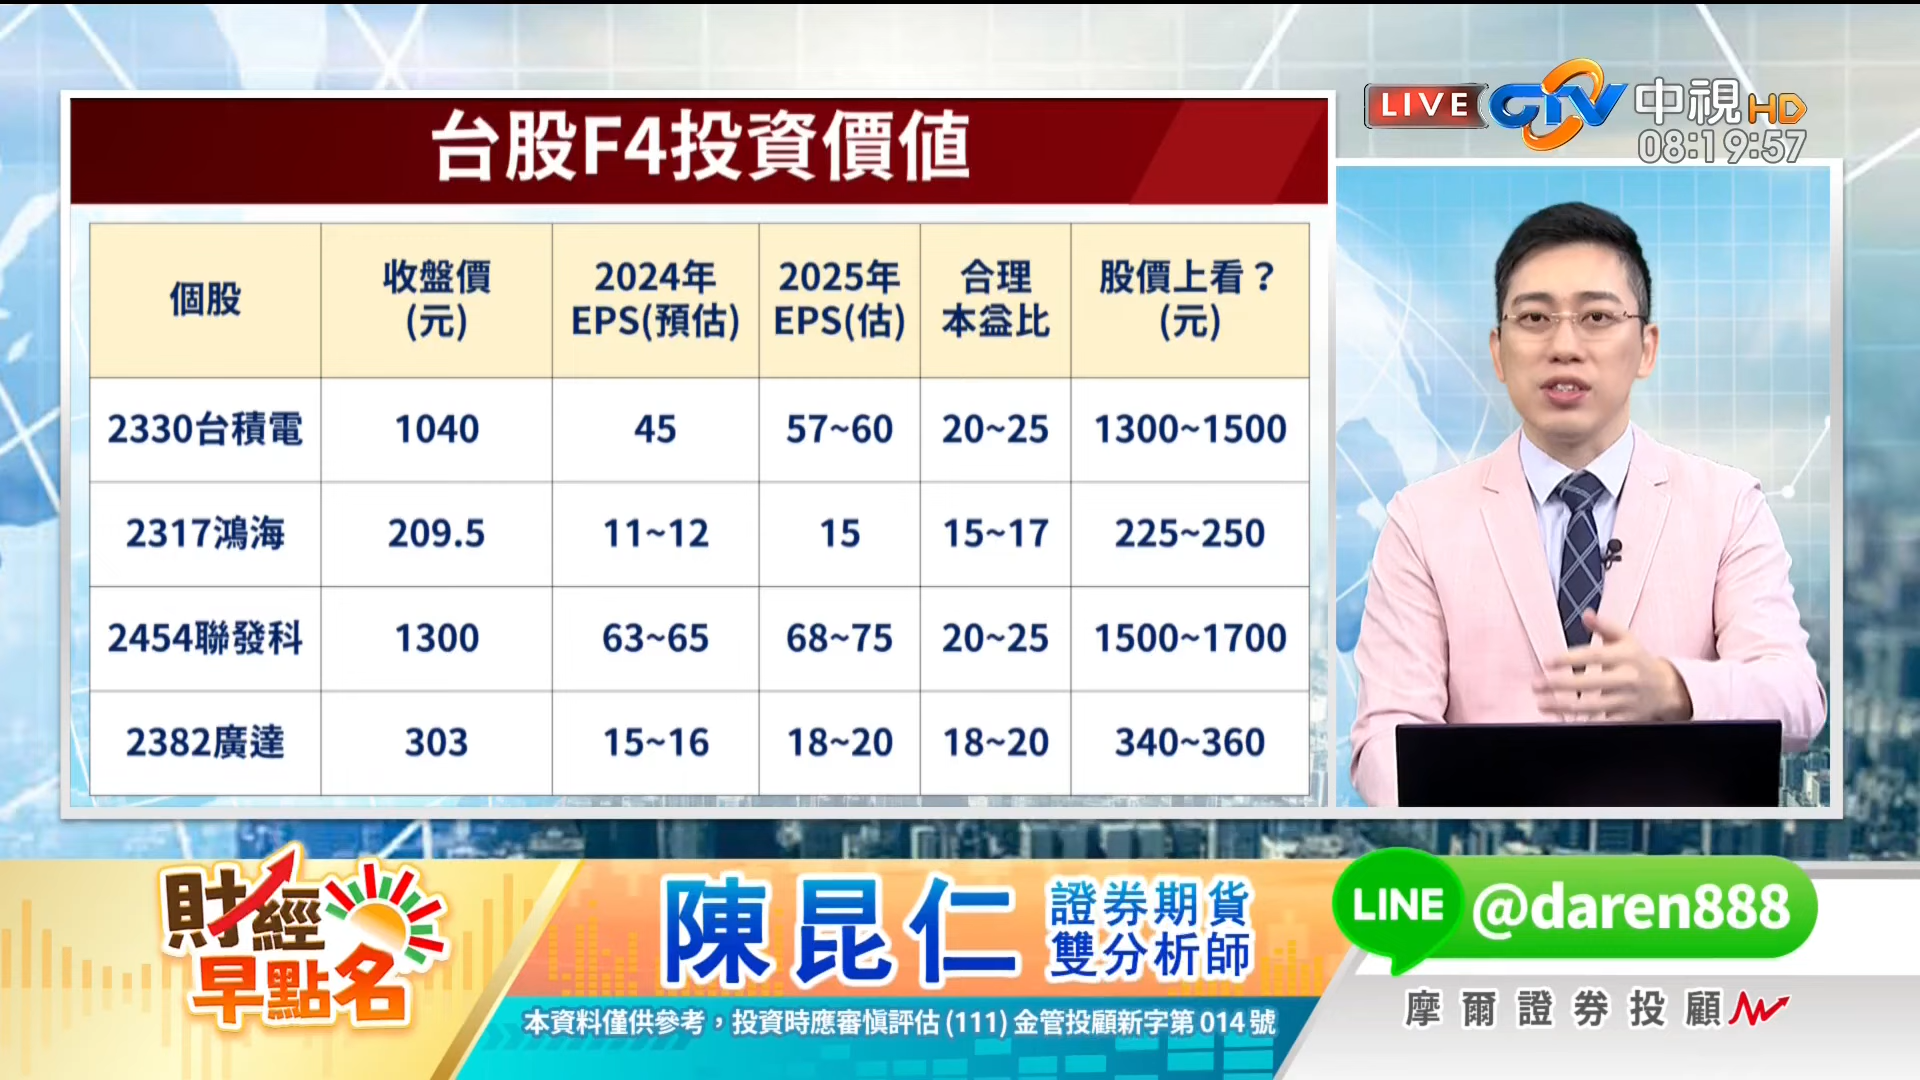 LIVE CTV 中視HD
08:19:57
台股F4投資價值
個股 收盤價(元) 2024年EPS(預估) 2025年EPS(估) 合理本益比 股價上看？(元)
2330台積電 1040 45 57~60 20~25 1300~1500
2317鴻海 209.5 11~12 15 15~17 225~250
2454聯發科 1300 63~65 68~75 20~25 1500~1700
2382廣達 303 15~16 18~20 18~20 340~360
財經
早點名
陳昆仁
證券期貨
雙分析師
LINE @daren888
本資料僅供參考，投資時應審慎評估(111)金管投顧新字第014號
摩爾證券投顧